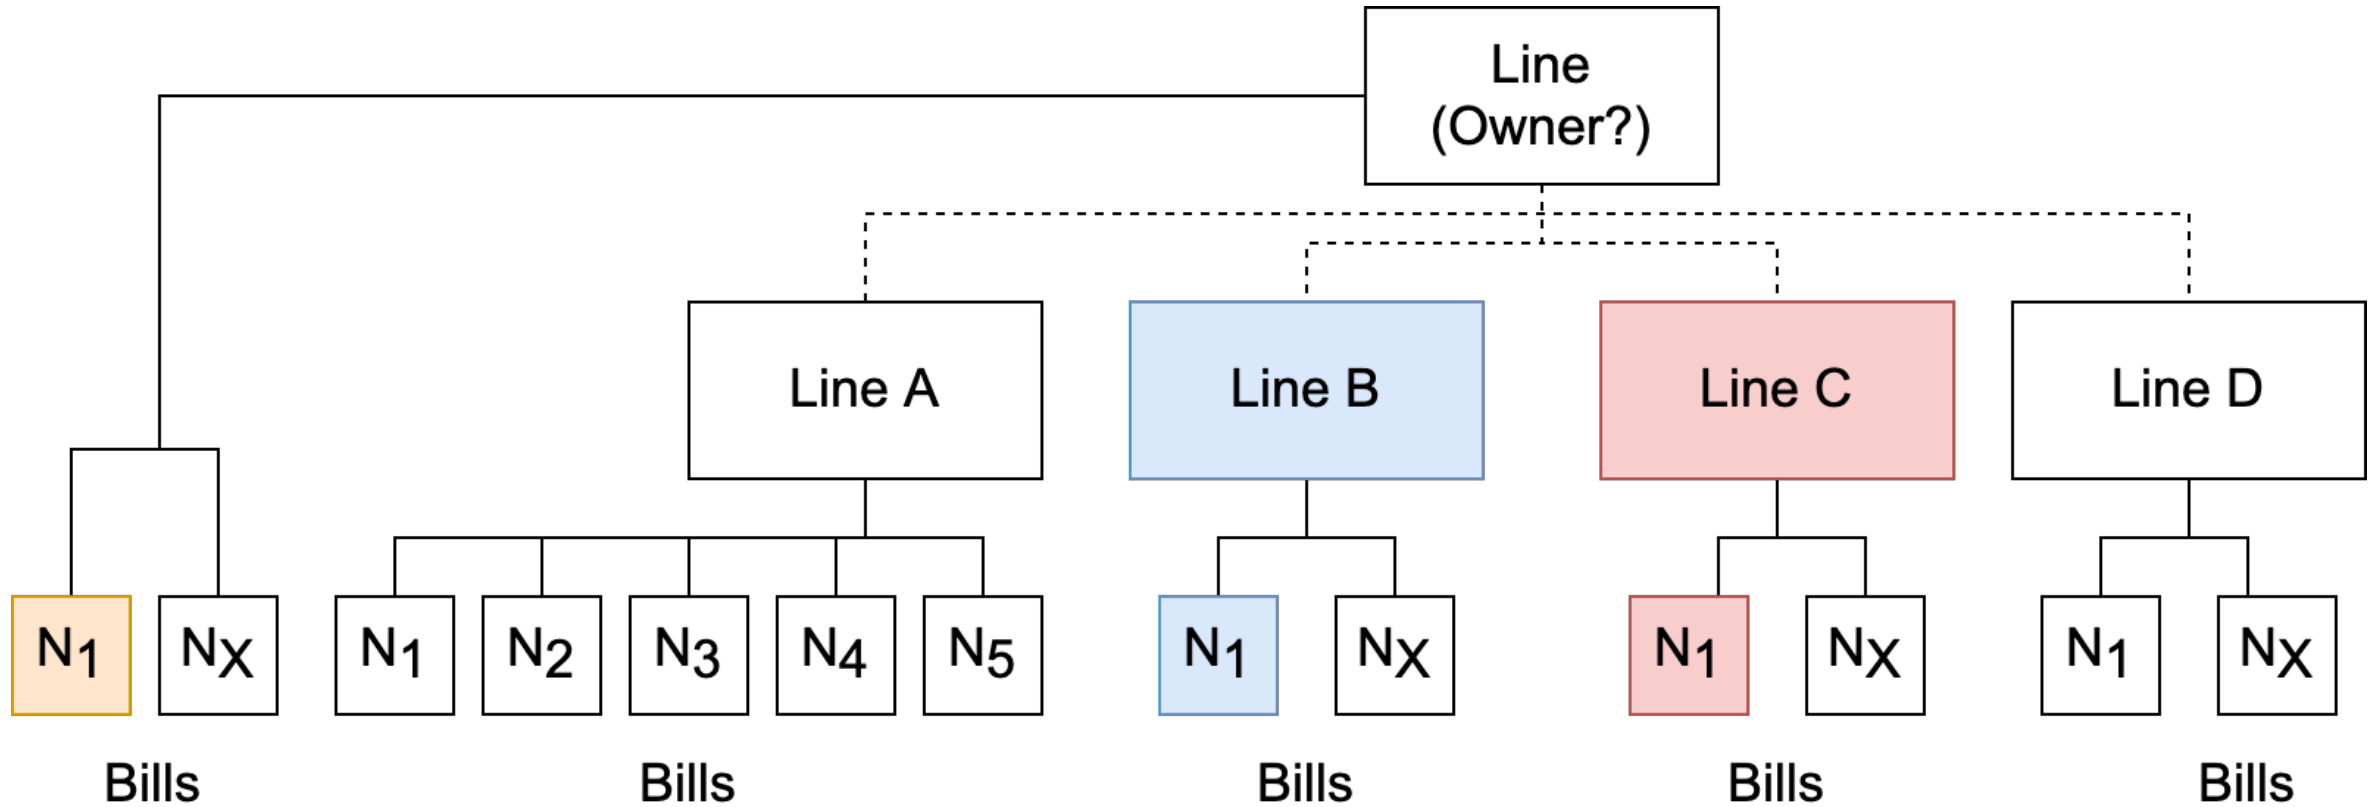 Line
(Owner?)
Line A
Line B
Line C
Line D
N1
NX
N1
N2
N3
N4
N5
N1
NX
N1
NX
N1
NX
Bills
Bills
Bills
Bills
Bills